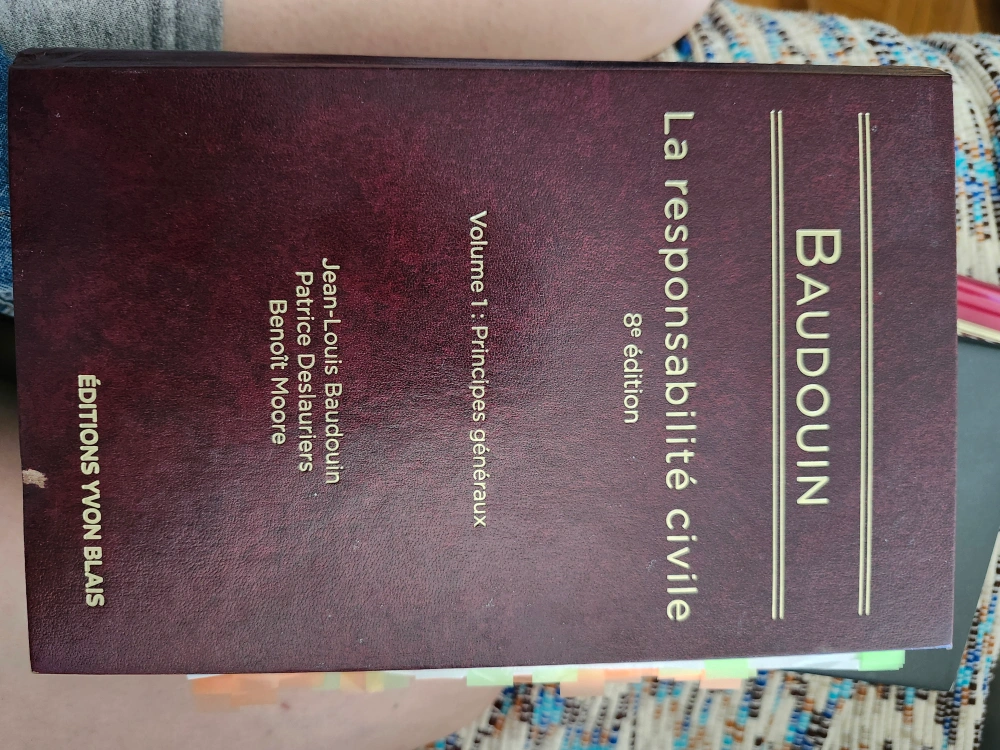 BAUDOUIN
La responsabilité civile
8e édition
Volume 1 : Principes généraux
Jean-Louis Baudouin
Patrice Deslauriers
Benoît Moore
ÉDITIONS YVON BLAIS